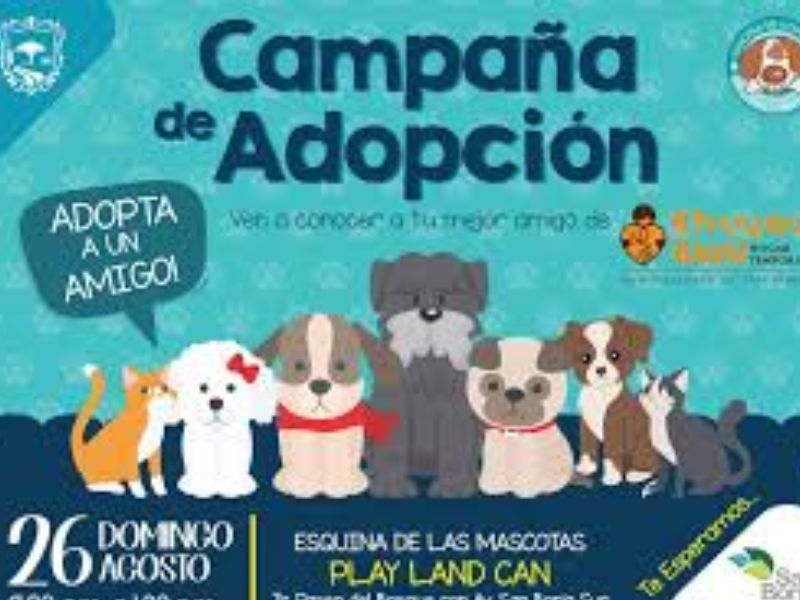 Campaña
de Adopción
ADOPTA
A UN
AMIGO!
Ven a conocer a tu mejor amigo de
HOGAR
26 DOMINGO
AGOSTO
ESQUINA DE LAS MASCOTAS
PLAY LAND CAN
Te Esperamos...